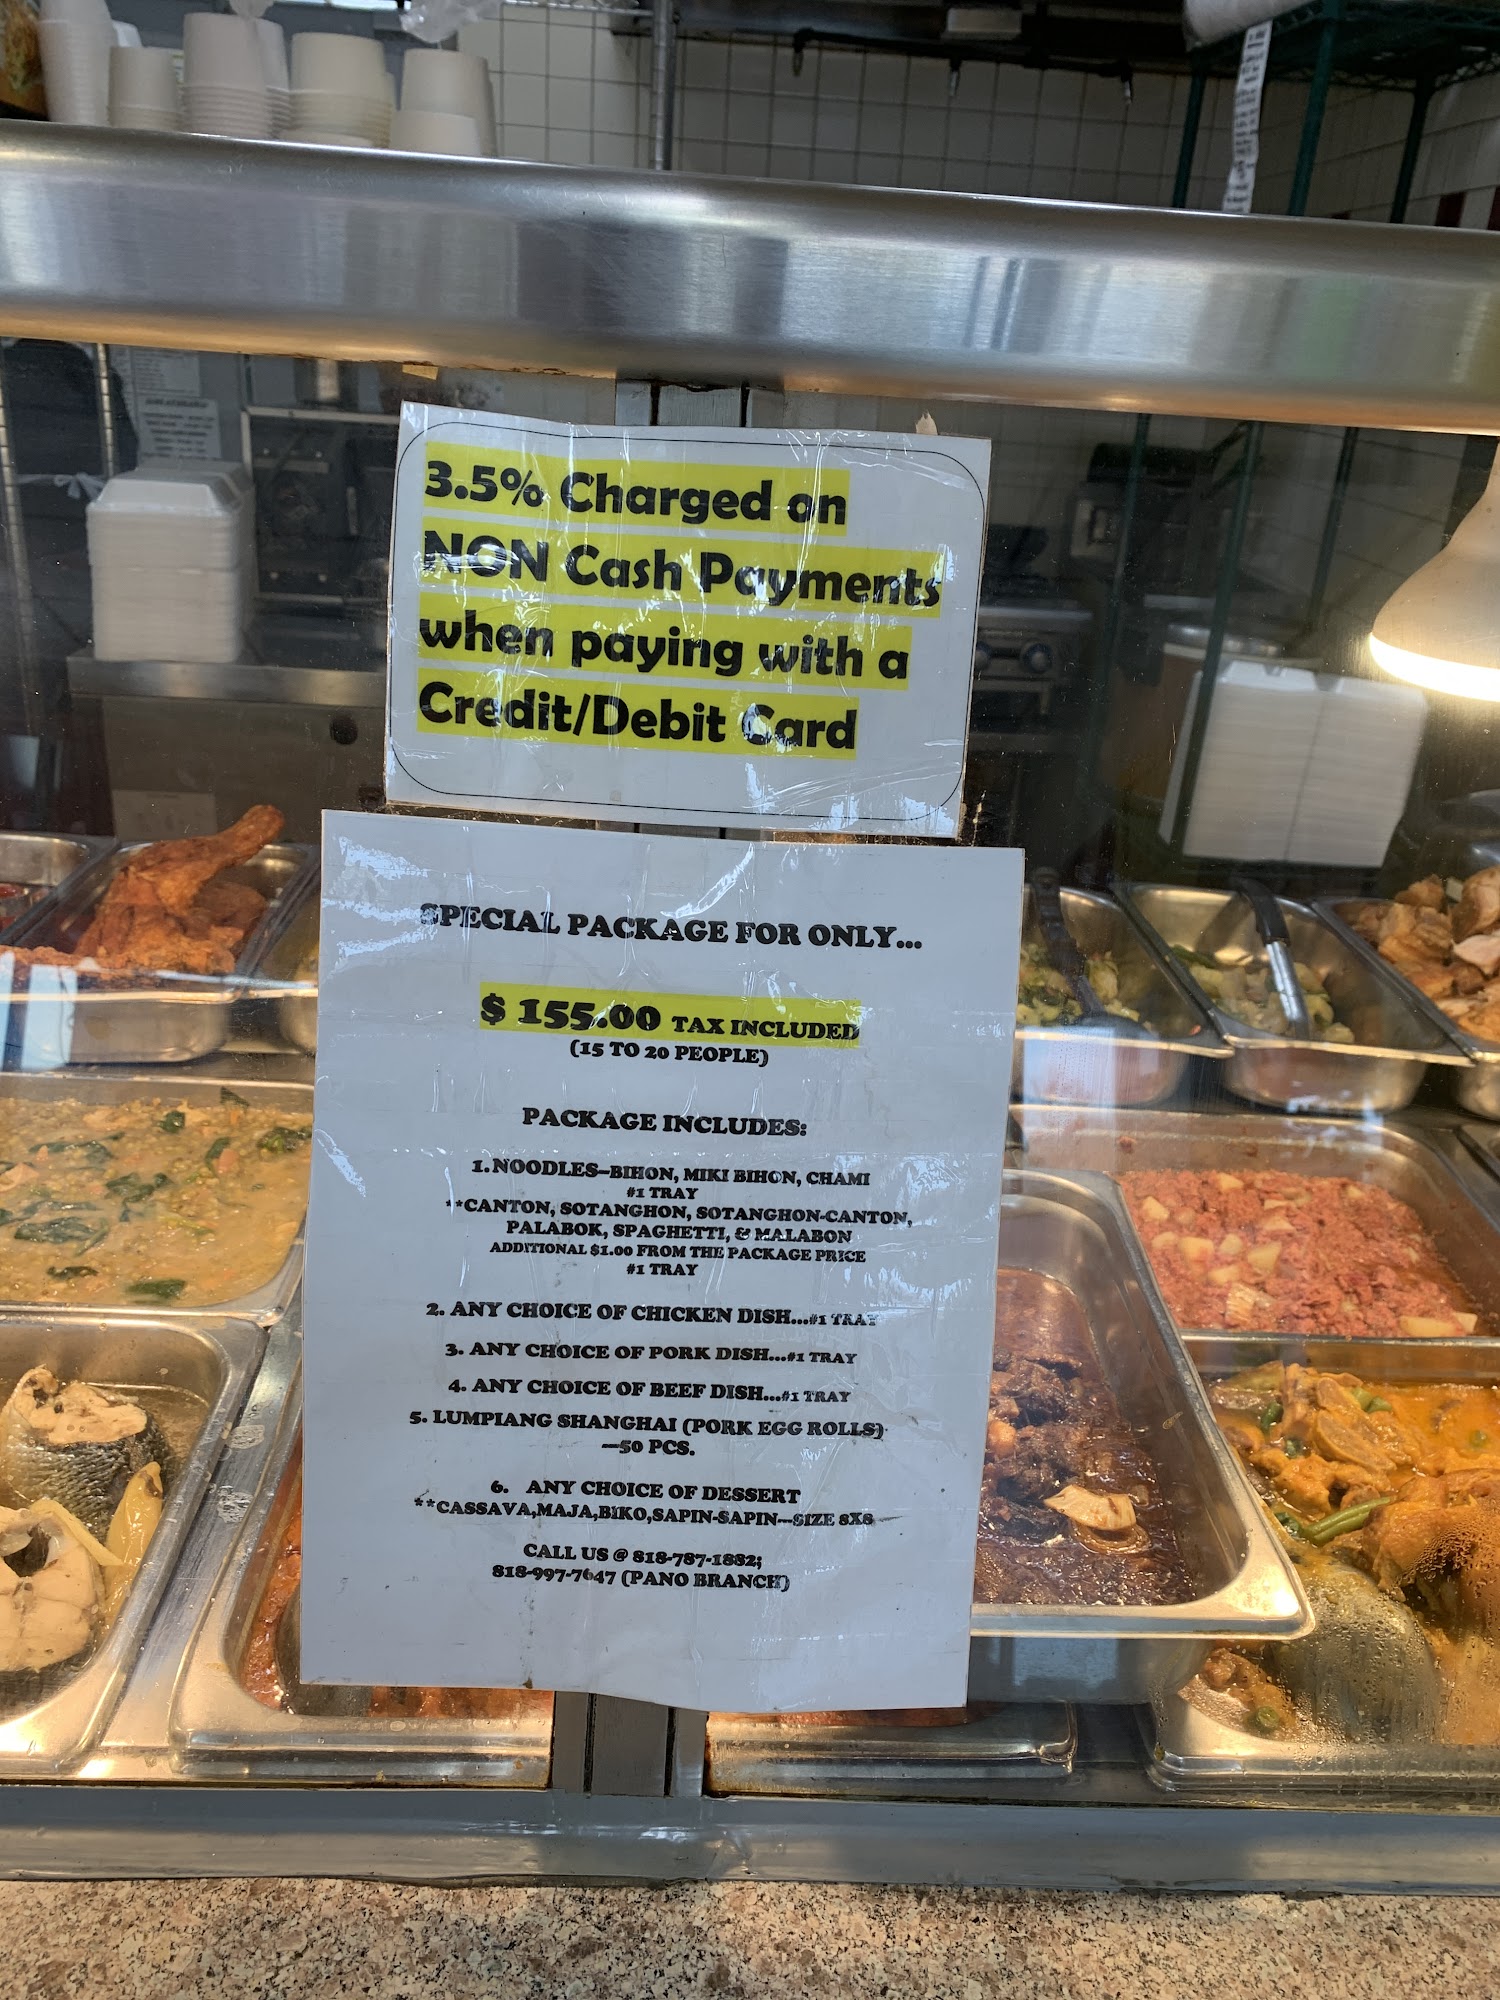 3.5% Charged on
NON Cash Payments
when paying with a
Credit/Debit Card
SPECIAL PACKAGE FOR ONLY...
$ 155.00 TAX INCLUDED
(15 TO 20 PEOPLE)
PACKAGE INCLUDES:
1. NOODLES—BIHON, MIKI BIHON, CHAMI
#1 TRAY
**CANTON, SOTANGHON, SOTANGHON-CANTON,
PALABOK, SPAGHETTI, & MALABON
ADDITIONAL $1.00 FROM THE PACKAGE PRICE
#1 TRAY
2. ANY CHOICE OF CHICKEN DISH...#1 TRAY
3. ANY CHOICE OF PORK DISH...#1 TRAY
4. ANY CHOICE OF BEEF DISH...#1 TRAY
5. LUMPIANG SHANGHAI (PORK EGG ROLLS)
—50 PCS.
6. ANY CHOICE OF DESSERT
**CASSAVA,MAJA,BIKO,SAPIN-SAPIN—SIZE 8X8
CALL US @ 818-787-1882;
818-997-7647 (PANO BRANCH)